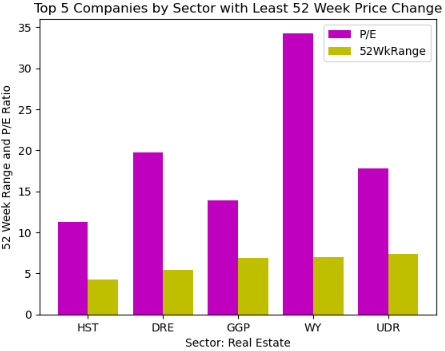 Top 5 Companies by Sector with Least 52 Week Price Change
P/E
52WkRange
52 Week Range and P/E Ratio
35
30
25
20
15
10
5
0
HST DRE GGP WY UDR
Sector: Real Estate